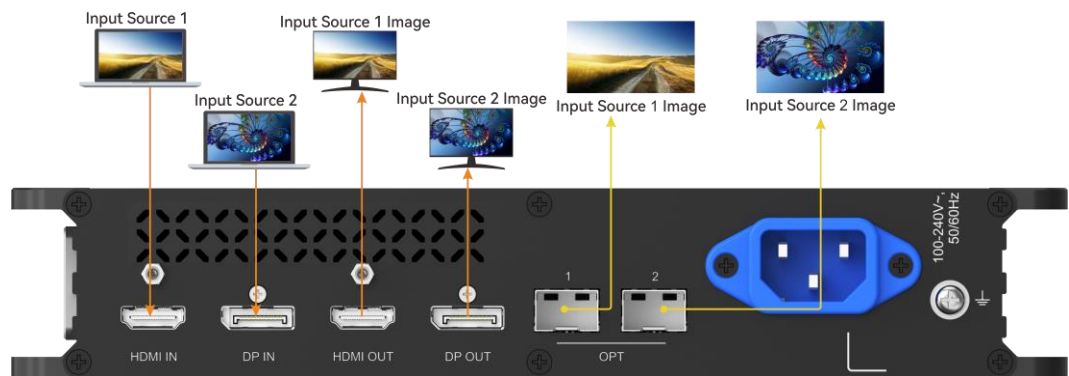 Input Source 1
Input Source 1 Image
Input Source 2
Input Source 2 Image
Input Source 1 Image
Input Source 2 Image
100-240V~,
50/60Hz
1
2
HDMI IN
DP IN
HDMI OUT
DP OUT
OPT